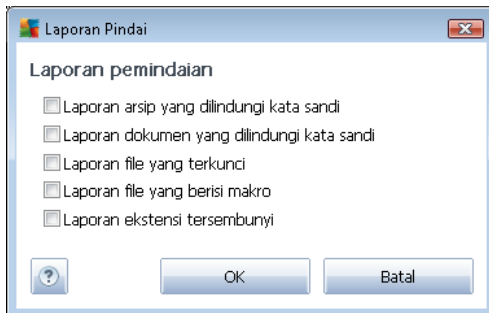 Laporan Pindai
Laporan pemindaian
Laporan arsip yang dilindungi kata sandi
Laporan dokumen yang dilindungi kata sandi
Laporan file yang terkunci
Laporan file yang berisi makro
Laporan ekstensi tersembunyi
? OK Batal